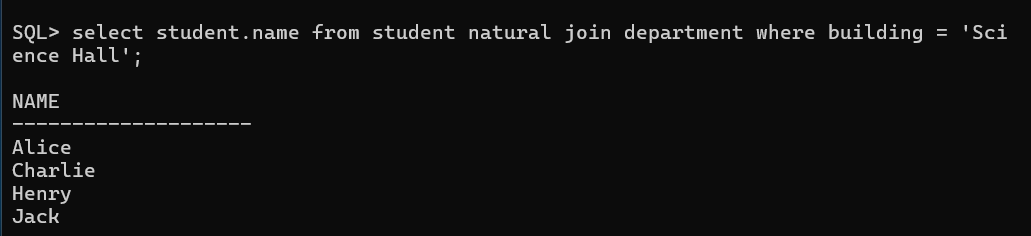 SQL> select student.name from student natural join department where building = 'Sci
ence Hall';
NAME
--------------------
Alice
Charlie
Henry
Jack